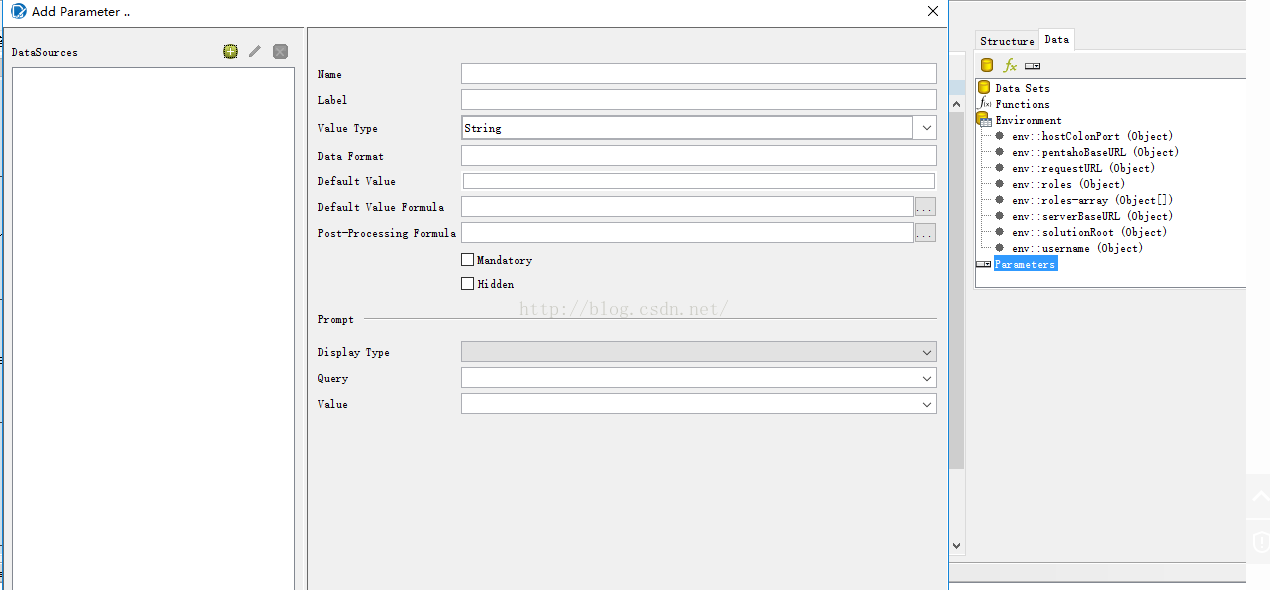 Add Parameter ..
DataSources
Name
Label
Value Type String
Data Format
Default Value
Default Value Formula ...
Post-Processing Formula ...
Mandatory
Hidden
http://blog.csdn.net/
Prompt
Display Type
Query
Value
Structure Data
fx
Data Sets
f(x) Functions
Environment
env::hostColonPort (Object)
env::pentahoBaseURL (Object)
env::requestURL (Object)
env::roles (Object)
env::roles-array (Object[])
env::serverBaseURL (Object)
env::solutionRoot (Object)
env::username (Object)
Parameters